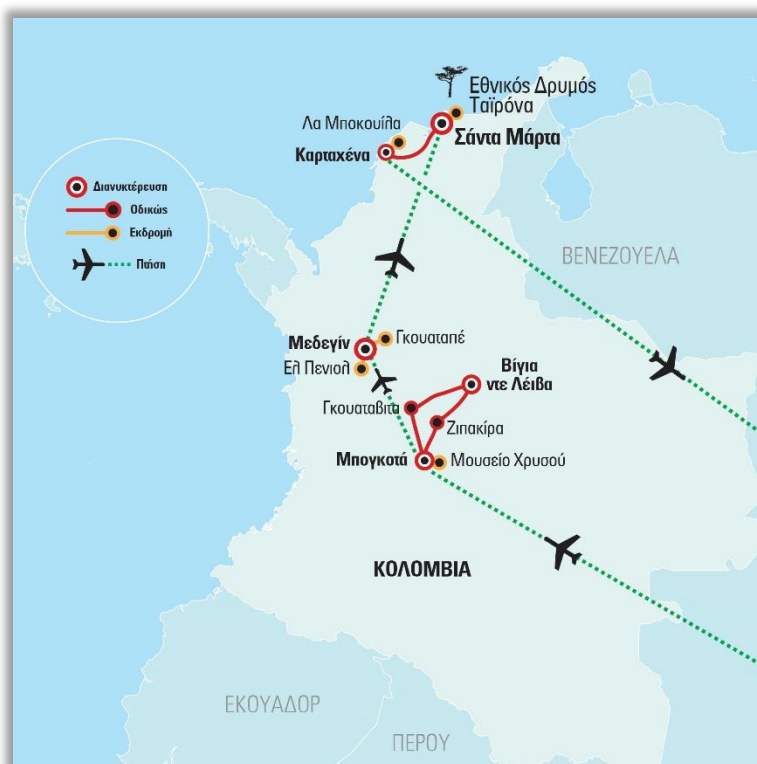 Εθνικός Δρυμός
Ταϊρόνα
Λα Μποκουίλα
Σάντα Μάρτα
Καρταχένα
Διανυκτέρευση
Οδικώς
Εκδρομή
Πτήση
ΒΕΝΕΖΟΥΕΛΑ
Μεδεγίν
Γκουαταπέ
Ελ Πενιολ
Βίγια
ντε Λέιβα
Γκουαταβιτα
Ζιπακίρα
Μπογκοτά
Μουσείο Χρυσού
ΚΟΛΟΜΒΙΑ
ΕΚΟΥΑΔΟΡ
ΠΕΡΟΥ